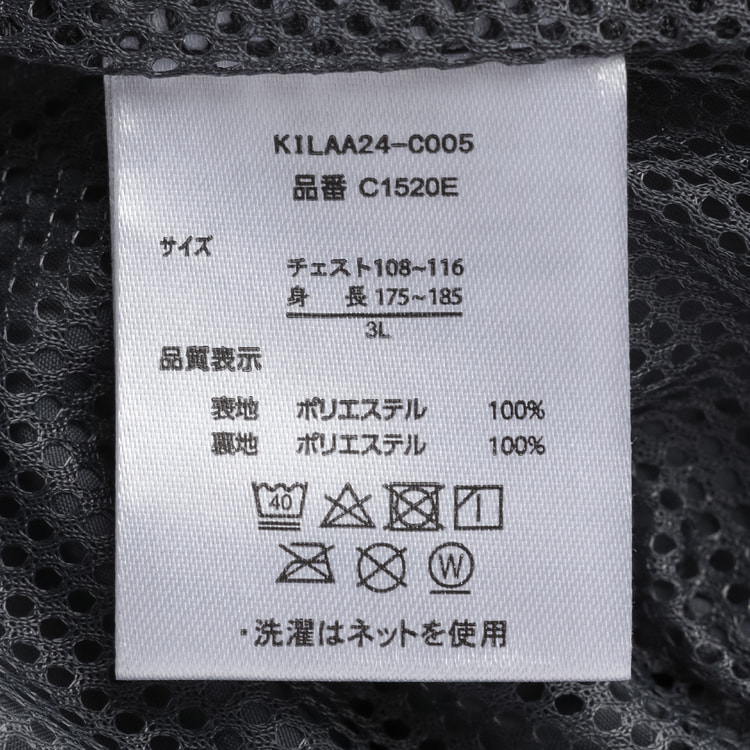 KILAA24-C005
品番 C1520E
サイズ
チェスト108~116
身 長 175~185
3L
品質表示
表地 ポリエステル 100%
裏地 ポリエステル 100%
40
W
・洗濯はネットを使用